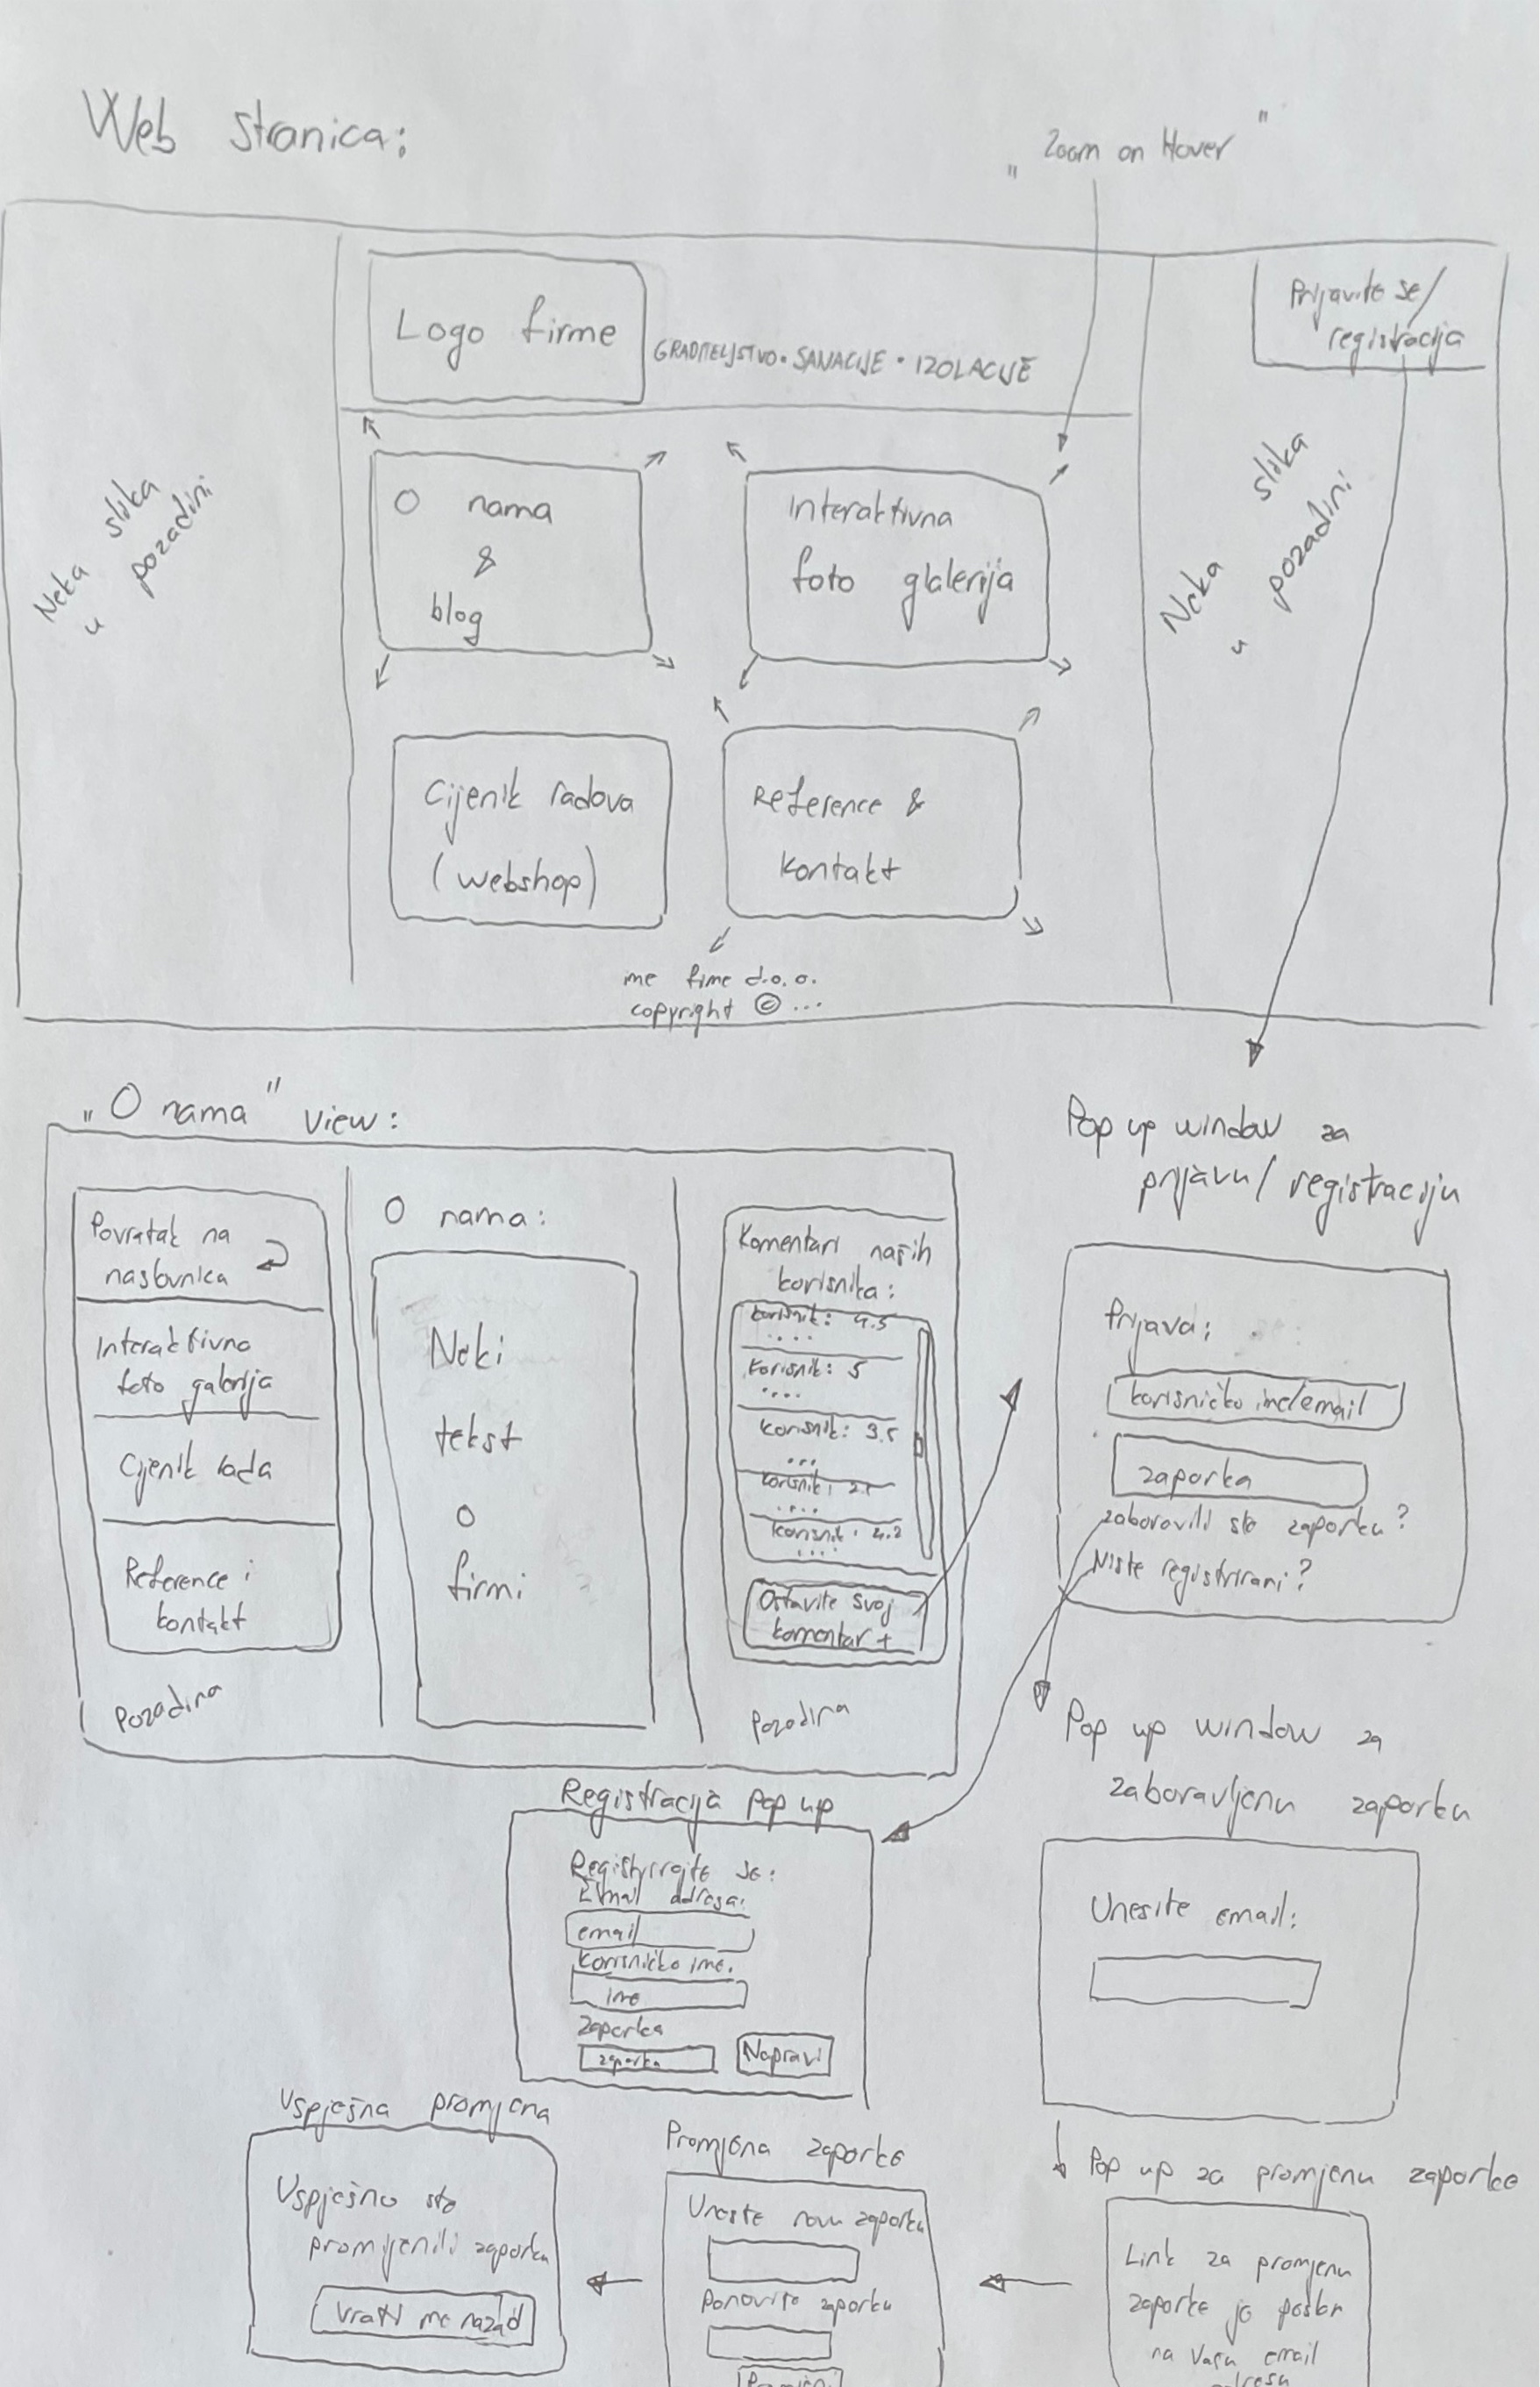 Web stranica:
„Zoom on Hover"
Logo firme
GRADITELJSTVO • SANACIJE • IZOLACIJE
Prijavite se/
registracija
Neka slika
u pozadini
O nama
&
blog
Interaktivna
foto galerija
Neka slika
u pozadini
Cijenik radova
(webshop)
Reference &
kontakt
ime firme d.o.o.
copyright © ...
„O nama" view:
Povratak na
naslovnica
Interaktivna
foto galerija
Cijenik rada
Reference i
kontakt
Pozadina
O nama:
Neki
tekst
o
firmi
Komentari naših
korisnika:
korisnik: 4.5
....
korisnik: 5
....
korisnik: 3.5
...
korisnik:
....
korisnik: 4.2
....
Ostavite svoj
komentar +
Pozadina
Pop up window za
prijavu/registraciju
Prijava:
korisničko ime/email
zaporka
zaboravili ste zaporku?
Niste registrirani?
Pop up window za
zaboravljenu zaporku
Unesite email:
Registracija pop up
Registrirajte se:
Email adresa:
email
korisničko ime.
ime
zaporka
zaporka
Napravi
Pop up za promjenu zaporke
Link za promjenu
zaporke je poslan
na Vašu email
adresu
Promjena zaporke
Unesite novu zaporku
Ponovite zaporku
Promjeni
Uspješna promjena
Uspješno ste
promijenili zaporku
Vrati me nazad